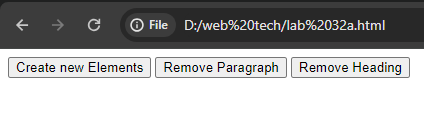 File D:/web%20tech/lab%2032a.html
Create new Elements Remove Paragraph Remove Heading